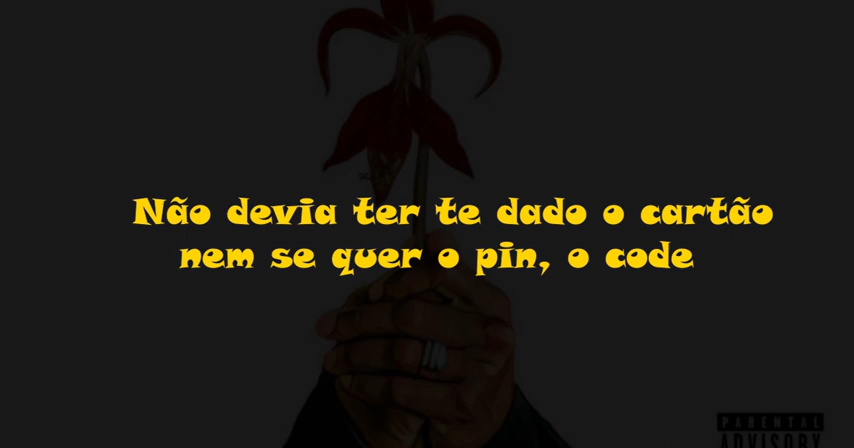 Não devia ter te dado o cartão
nem se quer o pin, o code
PARENTAL
ADVISORY